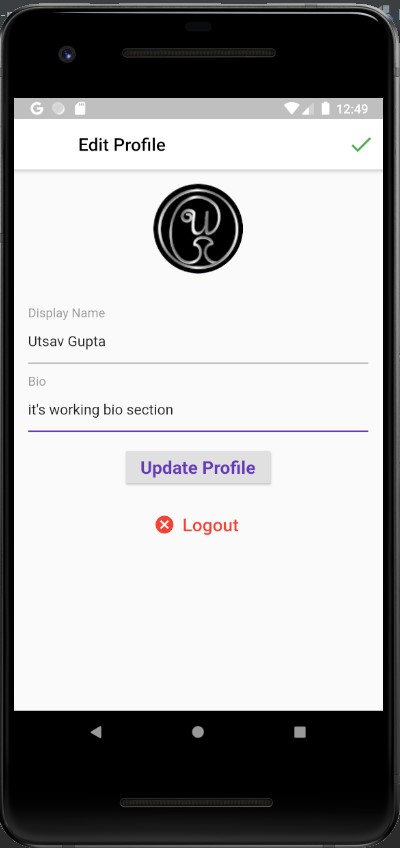 G
12:49
Edit Profile
Display Name
Utsav Gupta
Bio
it's working bio section
Update Profile
Logout